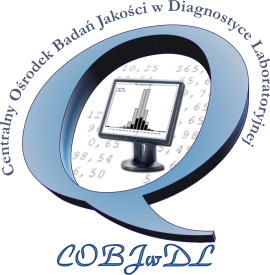 Centralny Ośrodek Badań Jakości w Diagnostyce Laboratoryjnej
Q
COBJwDL